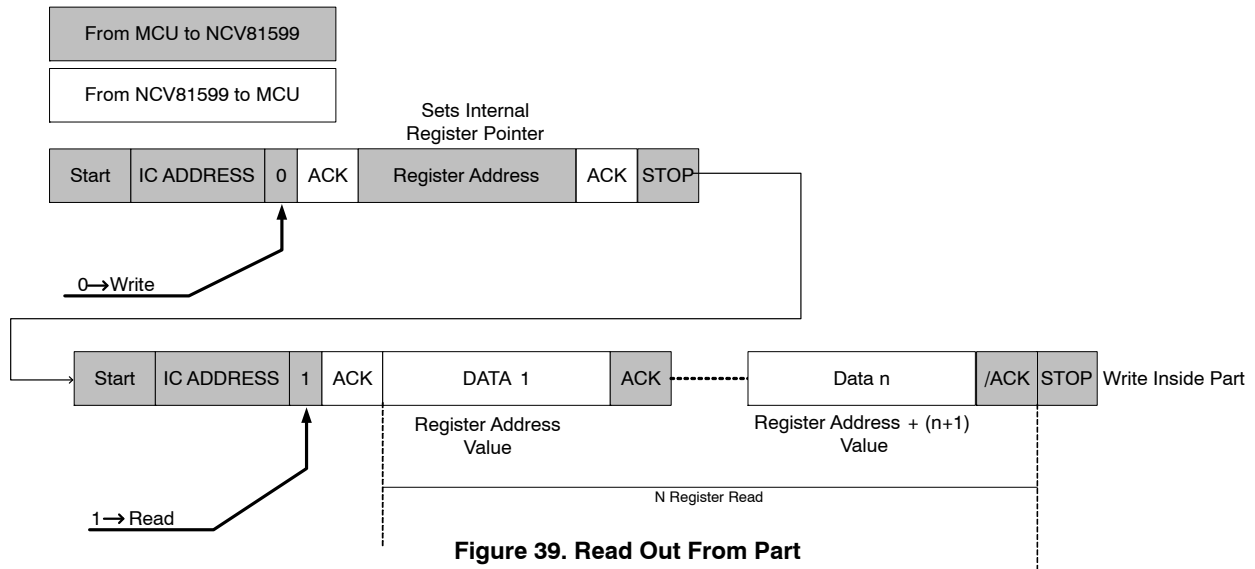 From MCU to NCV81599
From NCV81599 to MCU
Sets Internal
Register Pointer
Start IC ADDRESS 0 ACK Register Address ACK STOP
0→Write
Start IC ADDRESS 1 ACK DATA 1 ACK Data n /ACK STOP Write Inside Part
Register Address
Value
Register Address + (n+1)
Value
N Register Read
1→Read
Figure 39. Read Out From Part